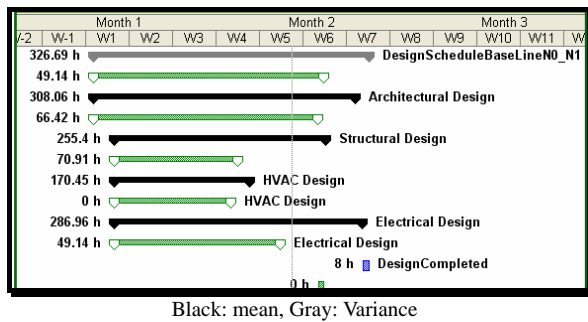 Month 1 Month 2 Month 3
/-2 W-1 W1 W2 W3 W4 W5 W6 W7 W8 W9 W10 W11 W
326.69 h DesignScheduleBaseLineN0_N1
49.14 h
308.06 h Architectural Design
66.42 h
255.4 h Structural Design
70.91 h
170.45 h HVAC Design
0 h HVAC Design
286.96 h Electrical Design
49.14 h Electrical Design
8 h DesignCompleted
0 h
Black: mean, Gray: Variance